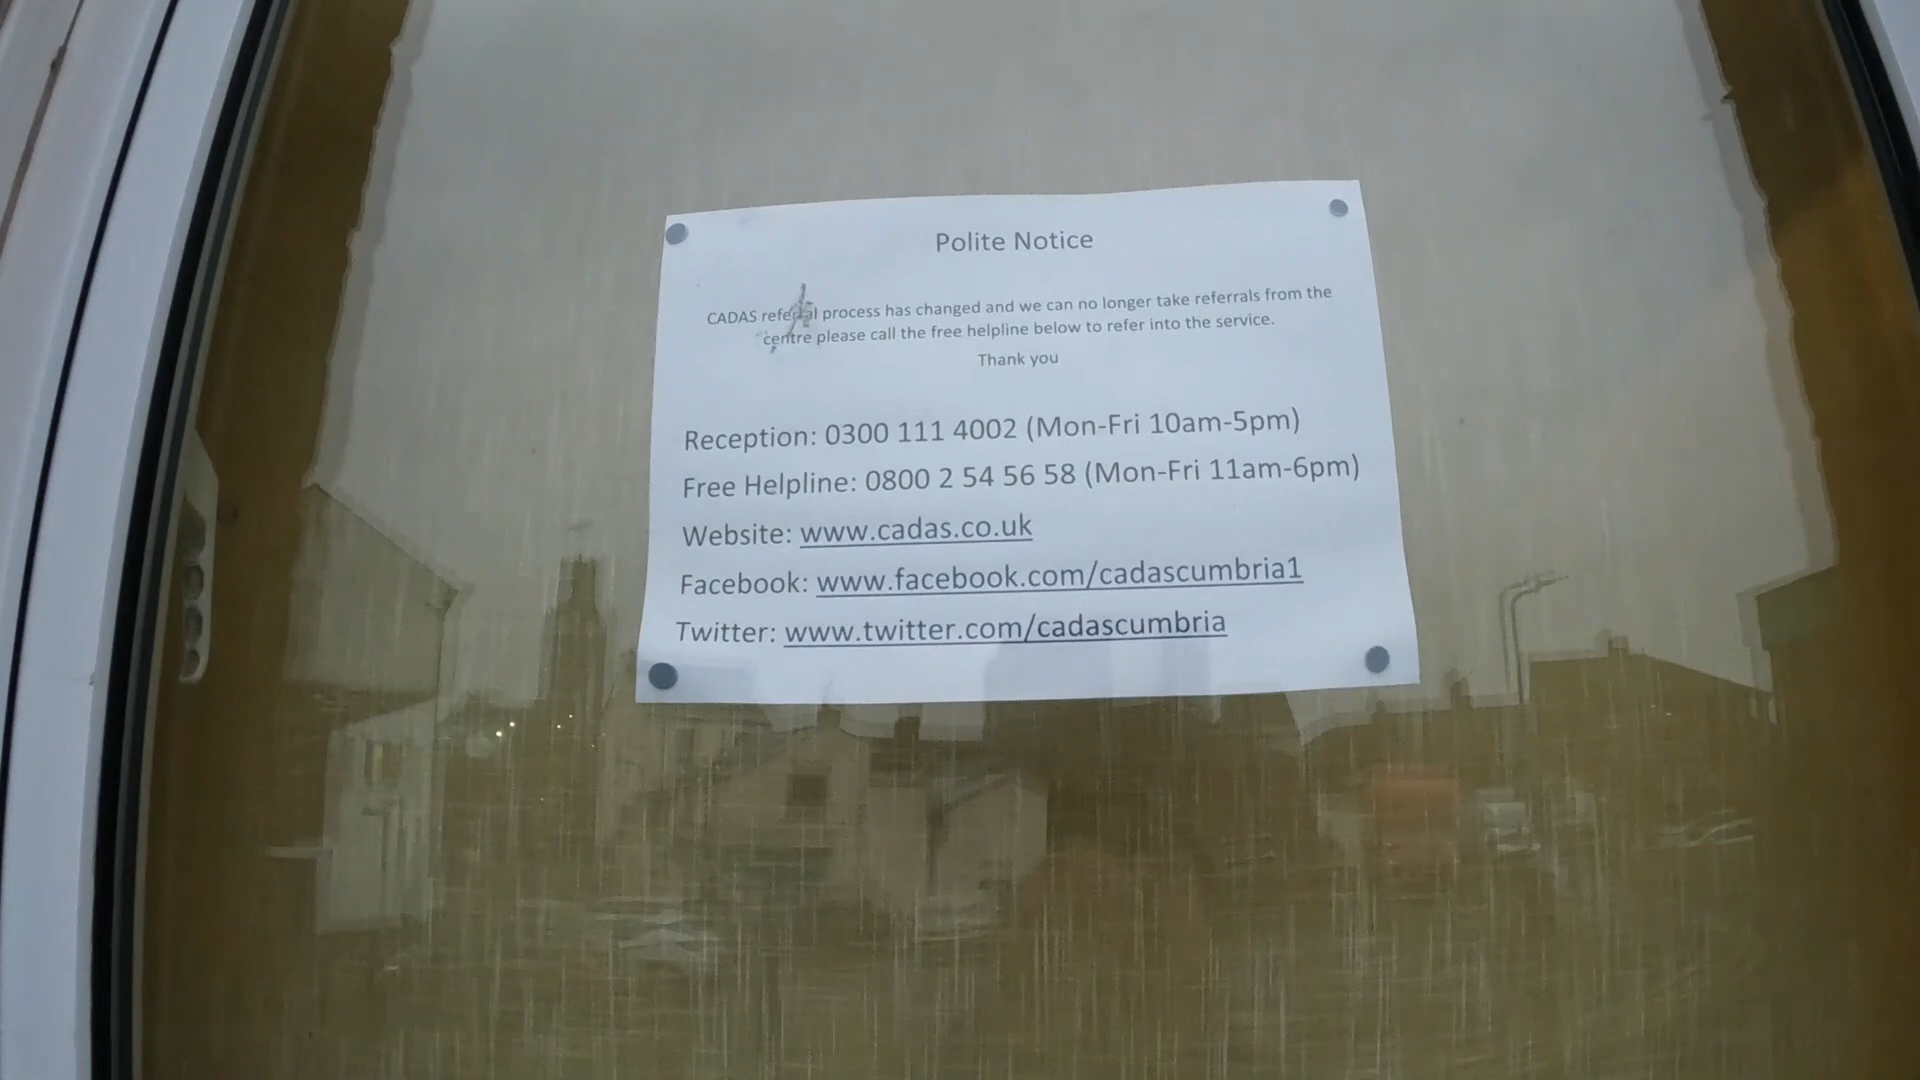 Polite Notice
CADAS referral process has changed and we can no longer take referrals from the
centre please call the free helpline below to refer into the service.
Thank you
Reception: 0300 111 4002 (Mon-Fri 10am-5pm)
Free Helpline: 0800 2 54 56 58 (Mon-Fri 11am-6pm)
Website: www.cadas.co.uk
Facebook: www.facebook.com/cadascumbria1
Twitter: www.twitter.com/cadascumbria